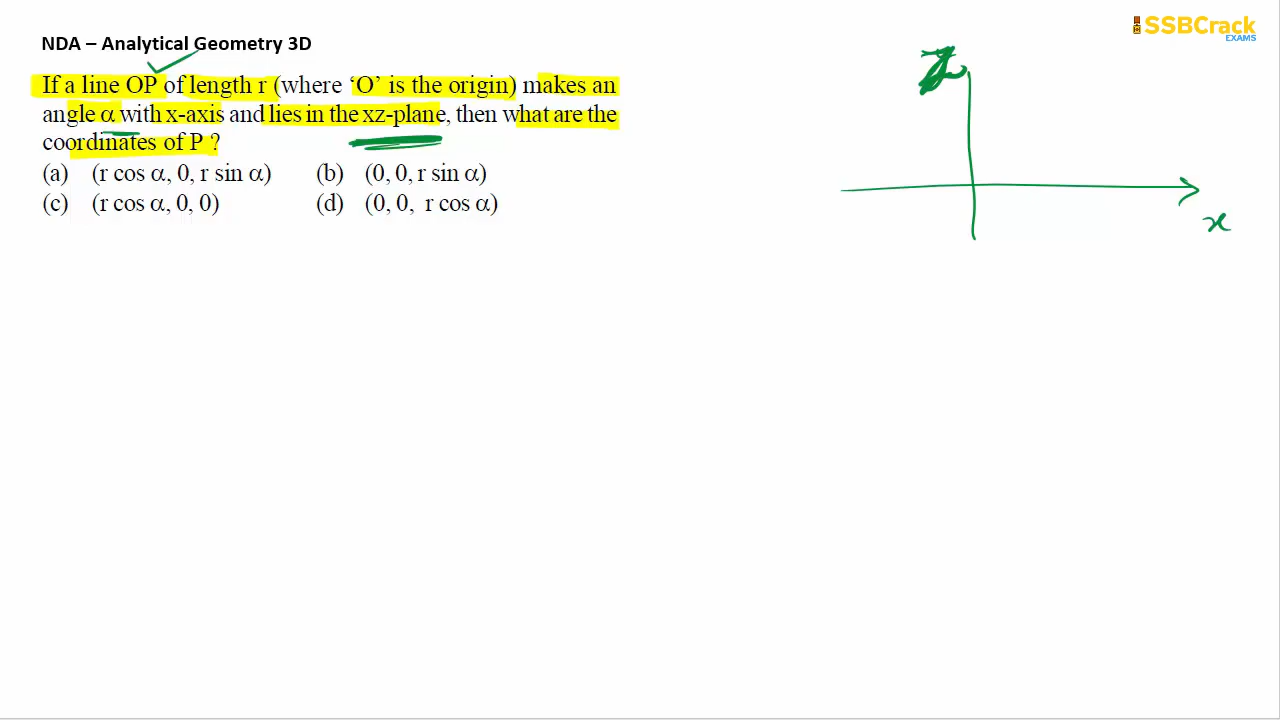 SSBCrack
EXAMS
NDA – Analytical Geometry 3D
If a line OP of length r (where ‘O’ is the origin) makes an
angle α with x-axis and lies in the xz-plane, then what are the
coordinates of P ?
(a) (r cos α, 0, r sin α) (b) (0, 0, r sin α)
(c) (r cos α, 0, 0) (d) (0, 0, r cos α)
x